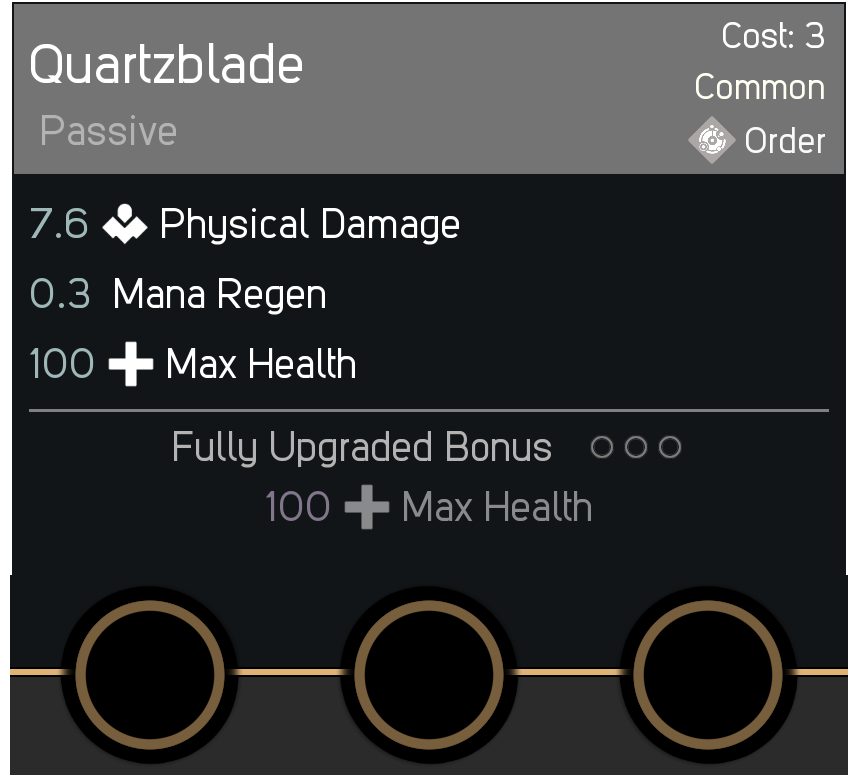 Quartzblade
Passive
Cost: 3
Common
Order
7.6 Physical Damage
0.3 Mana Regen
100 Max Health
Fully Upgraded Bonus
100 Max Health